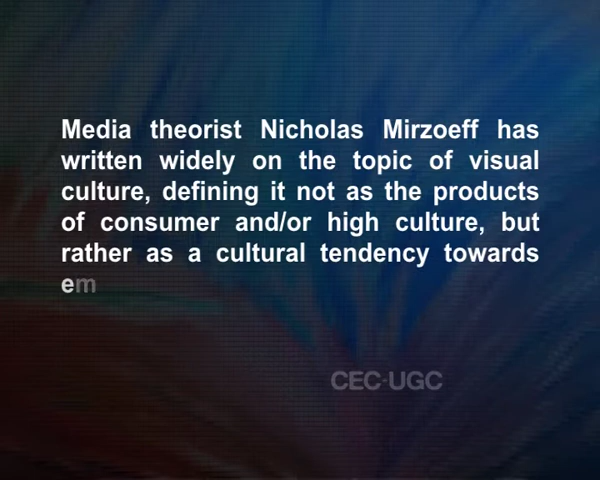 Media theorist Nicholas Mirzoeff has
written widely on the topic of visual
culture, defining it not as the products
of consumer and/or high culture, but
rather as a cultural tendency towards
em
CEC-UGC